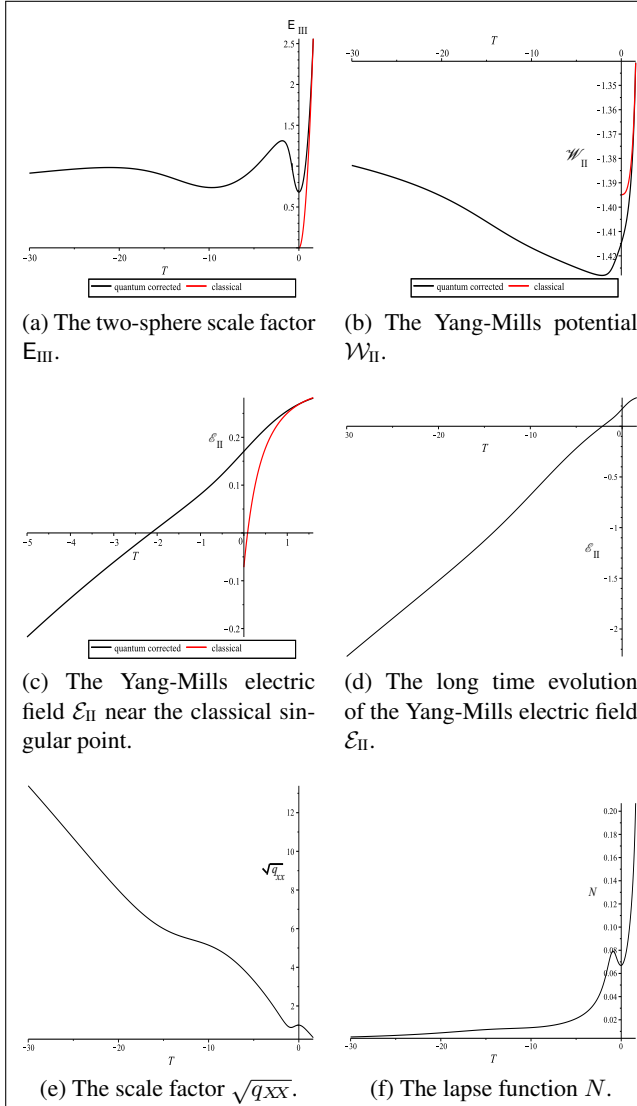 E III
2.5
2
1.5
1
0.5
-30 -20 -10 0
T
quantum corrected classical
(a) The two-sphere scale factor
E_III.
T
-30 -20 -10 0
-1.35
-1.36
-1.37
𝒲 II
-1.38
-1.39
-1.40
-1.41
-1.42
quantum corrected classical
(b) The Yang-Mills potential
𝒲_II.
ℰ II
0.2
0.1
-5 -4 -3 -2 -1 0 1
T
-0.1
-0.2
quantum corrected classical
(c) The Yang-Mills electric
field ℰ_II near the classical sin-
gular point.
30 -20 -10 0
T
-0.5
-1
ℰ II
-1.5
-2
(d) The long time evolution
of the Yang-Mills electric field
ℰ_II.
12
10
√q xx
8
6
4
2
-30 -20 -10 0
T
(e) The scale factor √qXX.
0.20
0.18
0.16
0.14
N
0.12
0.10
0.08
0.06
0.04
0.02
-30 -20 -10 0
T
(f) The lapse function N.